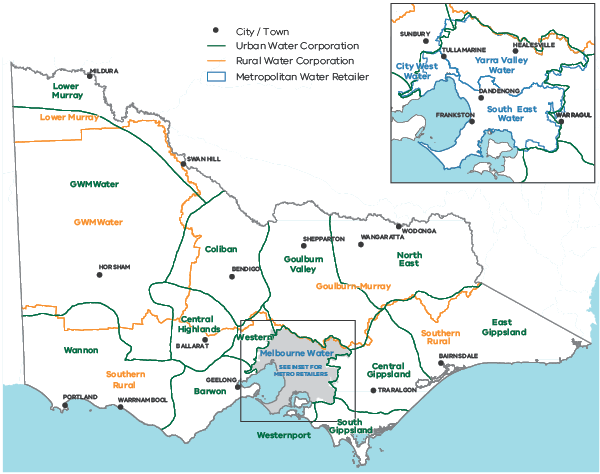 City / Town
Urban Water Corporation
Rural Water Corporation
Metropolitan Water Retailer
SUNBURY
HEALESVILLE
TULLAMARINE
City West
Water
Yarra Valley
Water
DANDENONG
FRANKSTON
South East
Water
WARRAGUL
MILDURA
Lower
Murray
Lower Murray
SWAN HILL
GWMWater
GWMWater
HORSHAM
Coliban
BENDIGO
SHEPPARTON
Goulburn
Valley
WANGARATTA
WODONGA
North
East
Goulburn-Murray
Central
Highlands
BALLARAT
Western
Melbourne Water
SEE INSET FOR
METRO RETAILERS
Southern
Rural
East
Gippsland
BAIRNSDALE
Central
Gippsland
TRARALGON
Wannon
Southern
Rural
PORTLAND
WARRNAMBOOL
GEELONG
Barwon
Westernport
South
Gippsland